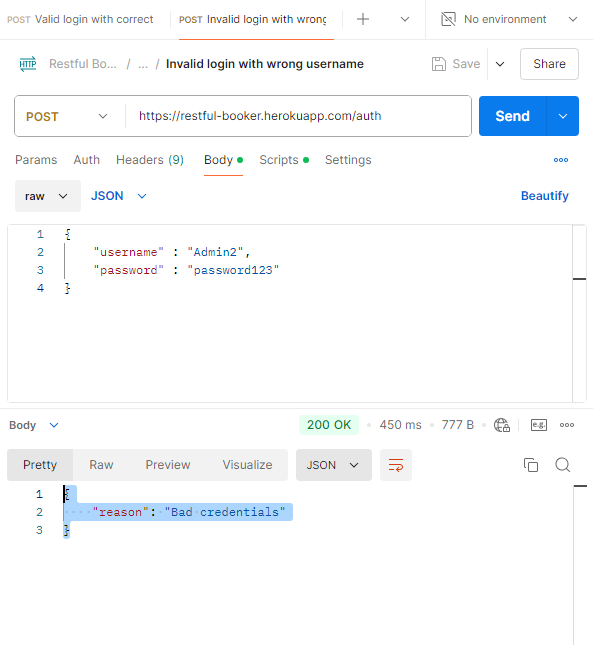 POST Valid login with correct
POST Invalid login with wrong
No environment
HTTP Restful Bo... / ... / Invalid login with wrong username
Save
Share
POST
https://restful-booker.herokuapp.com/auth
Send
Params Auth Headers (9) Body Scripts Settings
raw JSON Beautify
1 {
2 "username" : "Admin2",
3 "password" : "password123"
4 }
Body 200 OK 450 ms 777 B e.g.
Pretty Raw Preview Visualize JSON
1 {
2 "reason": "Bad credentials"
3 }